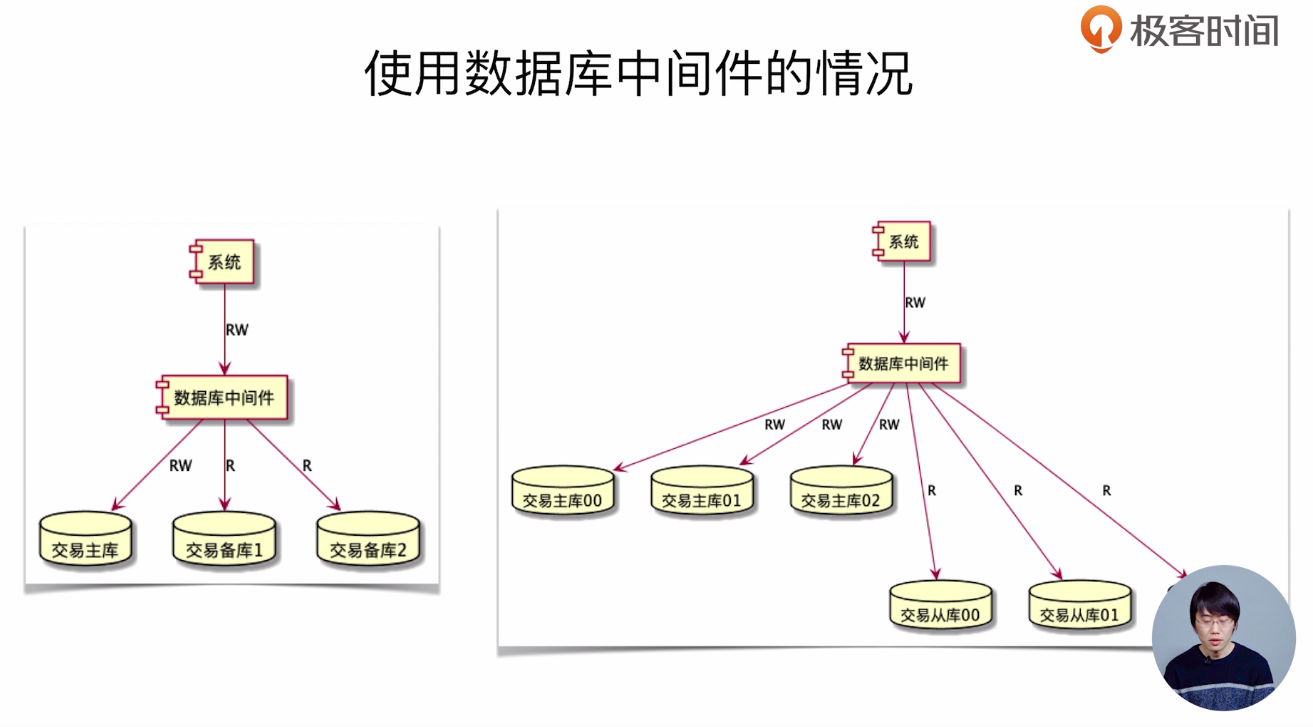 极客时间
使用数据库中间件的情况
系统
RW
数据库中间件
RW
R
R
交易主库
交易备库1
交易备库2
系统
RW
数据库中间件
RW
RW
RW
交易主库00
交易主库01
交易主库02
R
R
R
交易从库00
交易从库01